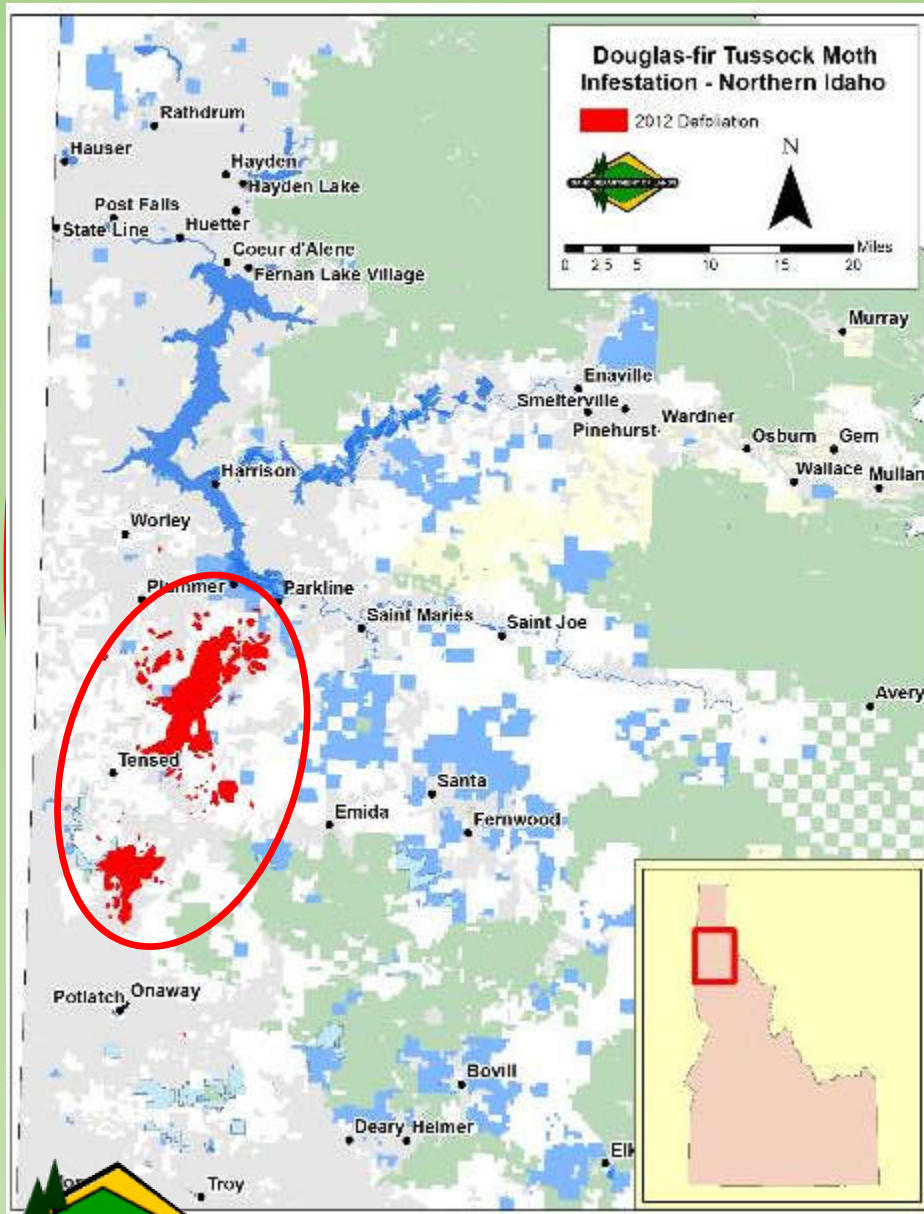 Douglas-fir Tussock Moth
Infestation - Northern Idaho
2012 Defoliation
N
Miles
0 2.5 5 10 15 20
Rathdrum
Hauser
Hayden
Hayden Lake
Post Falls
Huetter
State Line
Coeur d'Alene
Fernan Lake Village
Murray
Enaville
Smelterville
Pinehurst
Wardner
Osburn
Gem
Wallace
Mullan
Harrison
Worley
Plummer
Parkline
Saint Maries
Saint Joe
Avery
Tensed
Santa
Emida
Fernwood
Potlatch
Onaway
Bovill
Deary
Helmer
Elk
Troy